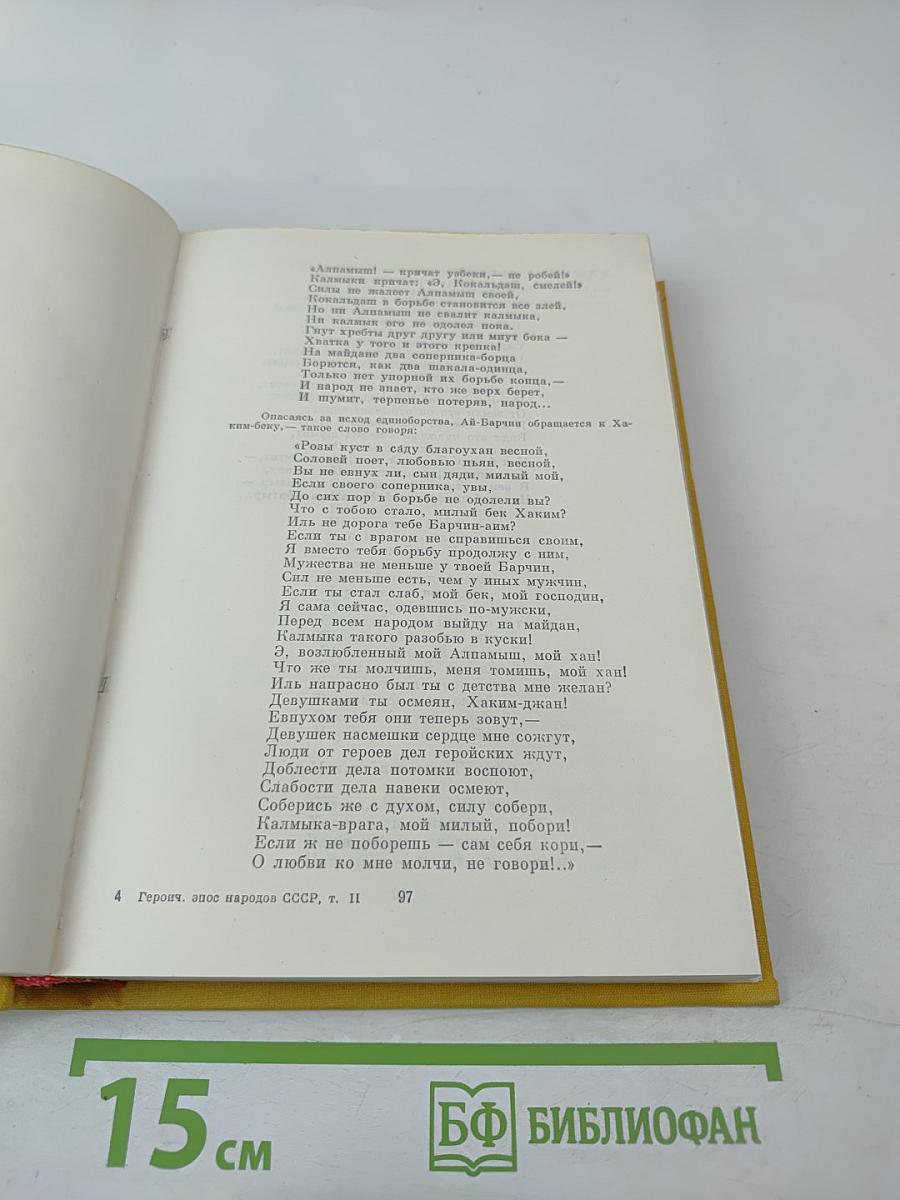 «Алпамыш! — кричат узбеки,— не робей!»
Калмыки кричат: «Э, Кокальдаш, смелей!»
Силы не жалеет Алпамыш своей,
Кокальдаш в борьбе становится все злей,
Но ни Алпамыш не свалит калмыка,
Ни калмык его не одолел пока.
Гнут хребты друг другу или мнут бока —
Хватка у того и этого крепка!
На майдане два соперника-борца
Борются, как два шакала-одинца,
Только нет упорной их борьбе конца,—
И народ не знает, кто же верх берет,
И шумит, терпенье потеряв, народ...
Опасаясь за исход единоборства, Ай-Барчин обращается к Ха-
ким-беку,— такое слово говоря:
«Розы куст в саду благоухан весной,
Соловей поет, любовью пьян, весной,
Вы не евнух ли, сын дяди, милый мой,
Если своего соперника, увы,
До сих пор в борьбе не одолели вы?
Что с тобою стало, милый бек Хаким?
Иль не дорога тебе Барчин-аим?
Если ты с врагом не справишься своим,
Я вместо тебя борьбу продолжу с ним,
Мужества не меньше у твоей Барчин,
Сил не меньше есть, чем у иных мужчин,
Если ты стал слаб, мой бек, мой господин,
Я сама сейчас, одевшись по-мужски,
Перед всем народом выйду на майдан,
Калмыка такого разобью в куски!
Э, возлюбленный мой Алпамыш, мой хан!
Что же ты молчишь, меня томишь, мой хан!
Иль напрасно был ты с детства мне желан?
Девушками ты осмеян, Хаким-джан!
Евнухом тебя они теперь зовут,—
Девушек насмешки сердце мне сожгут,
Люди от героев дел геройских ждут,
Доблести дела потомки воспоют,
Слабости дела навеки осмеют,
Соберись же с духом, силу собери,
Калмыка-врага, мой милый, побори!
Если ж не поборешь — сам себя кори,—
О любви ко мне молчи, не говори!..»
4 Героич. эпос народов СССР, т. II 97
15 см
БФ БИБЛИОФАН